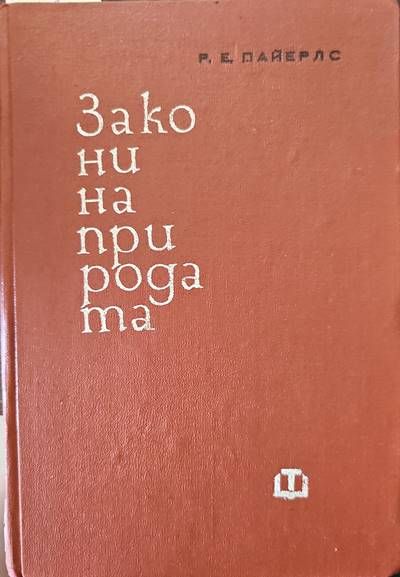 Р. Е. ПАЙЕРЛС
Зако
ни
на
при
рода
та
Т